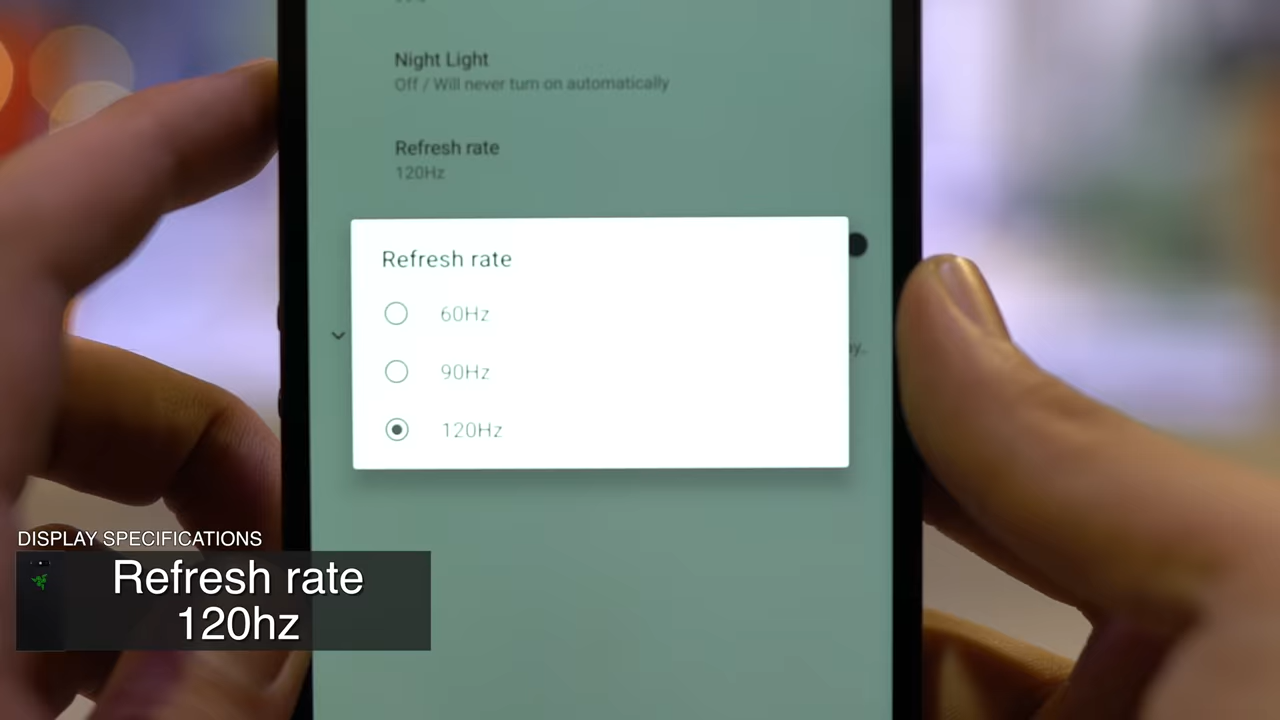 Night Light
Off / Will never turn on automatically
Refresh rate
120Hz
Refresh rate
60Hz
90Hz
120Hz
DISPLAY SPECIFICATIONS
Refresh rate
120hz